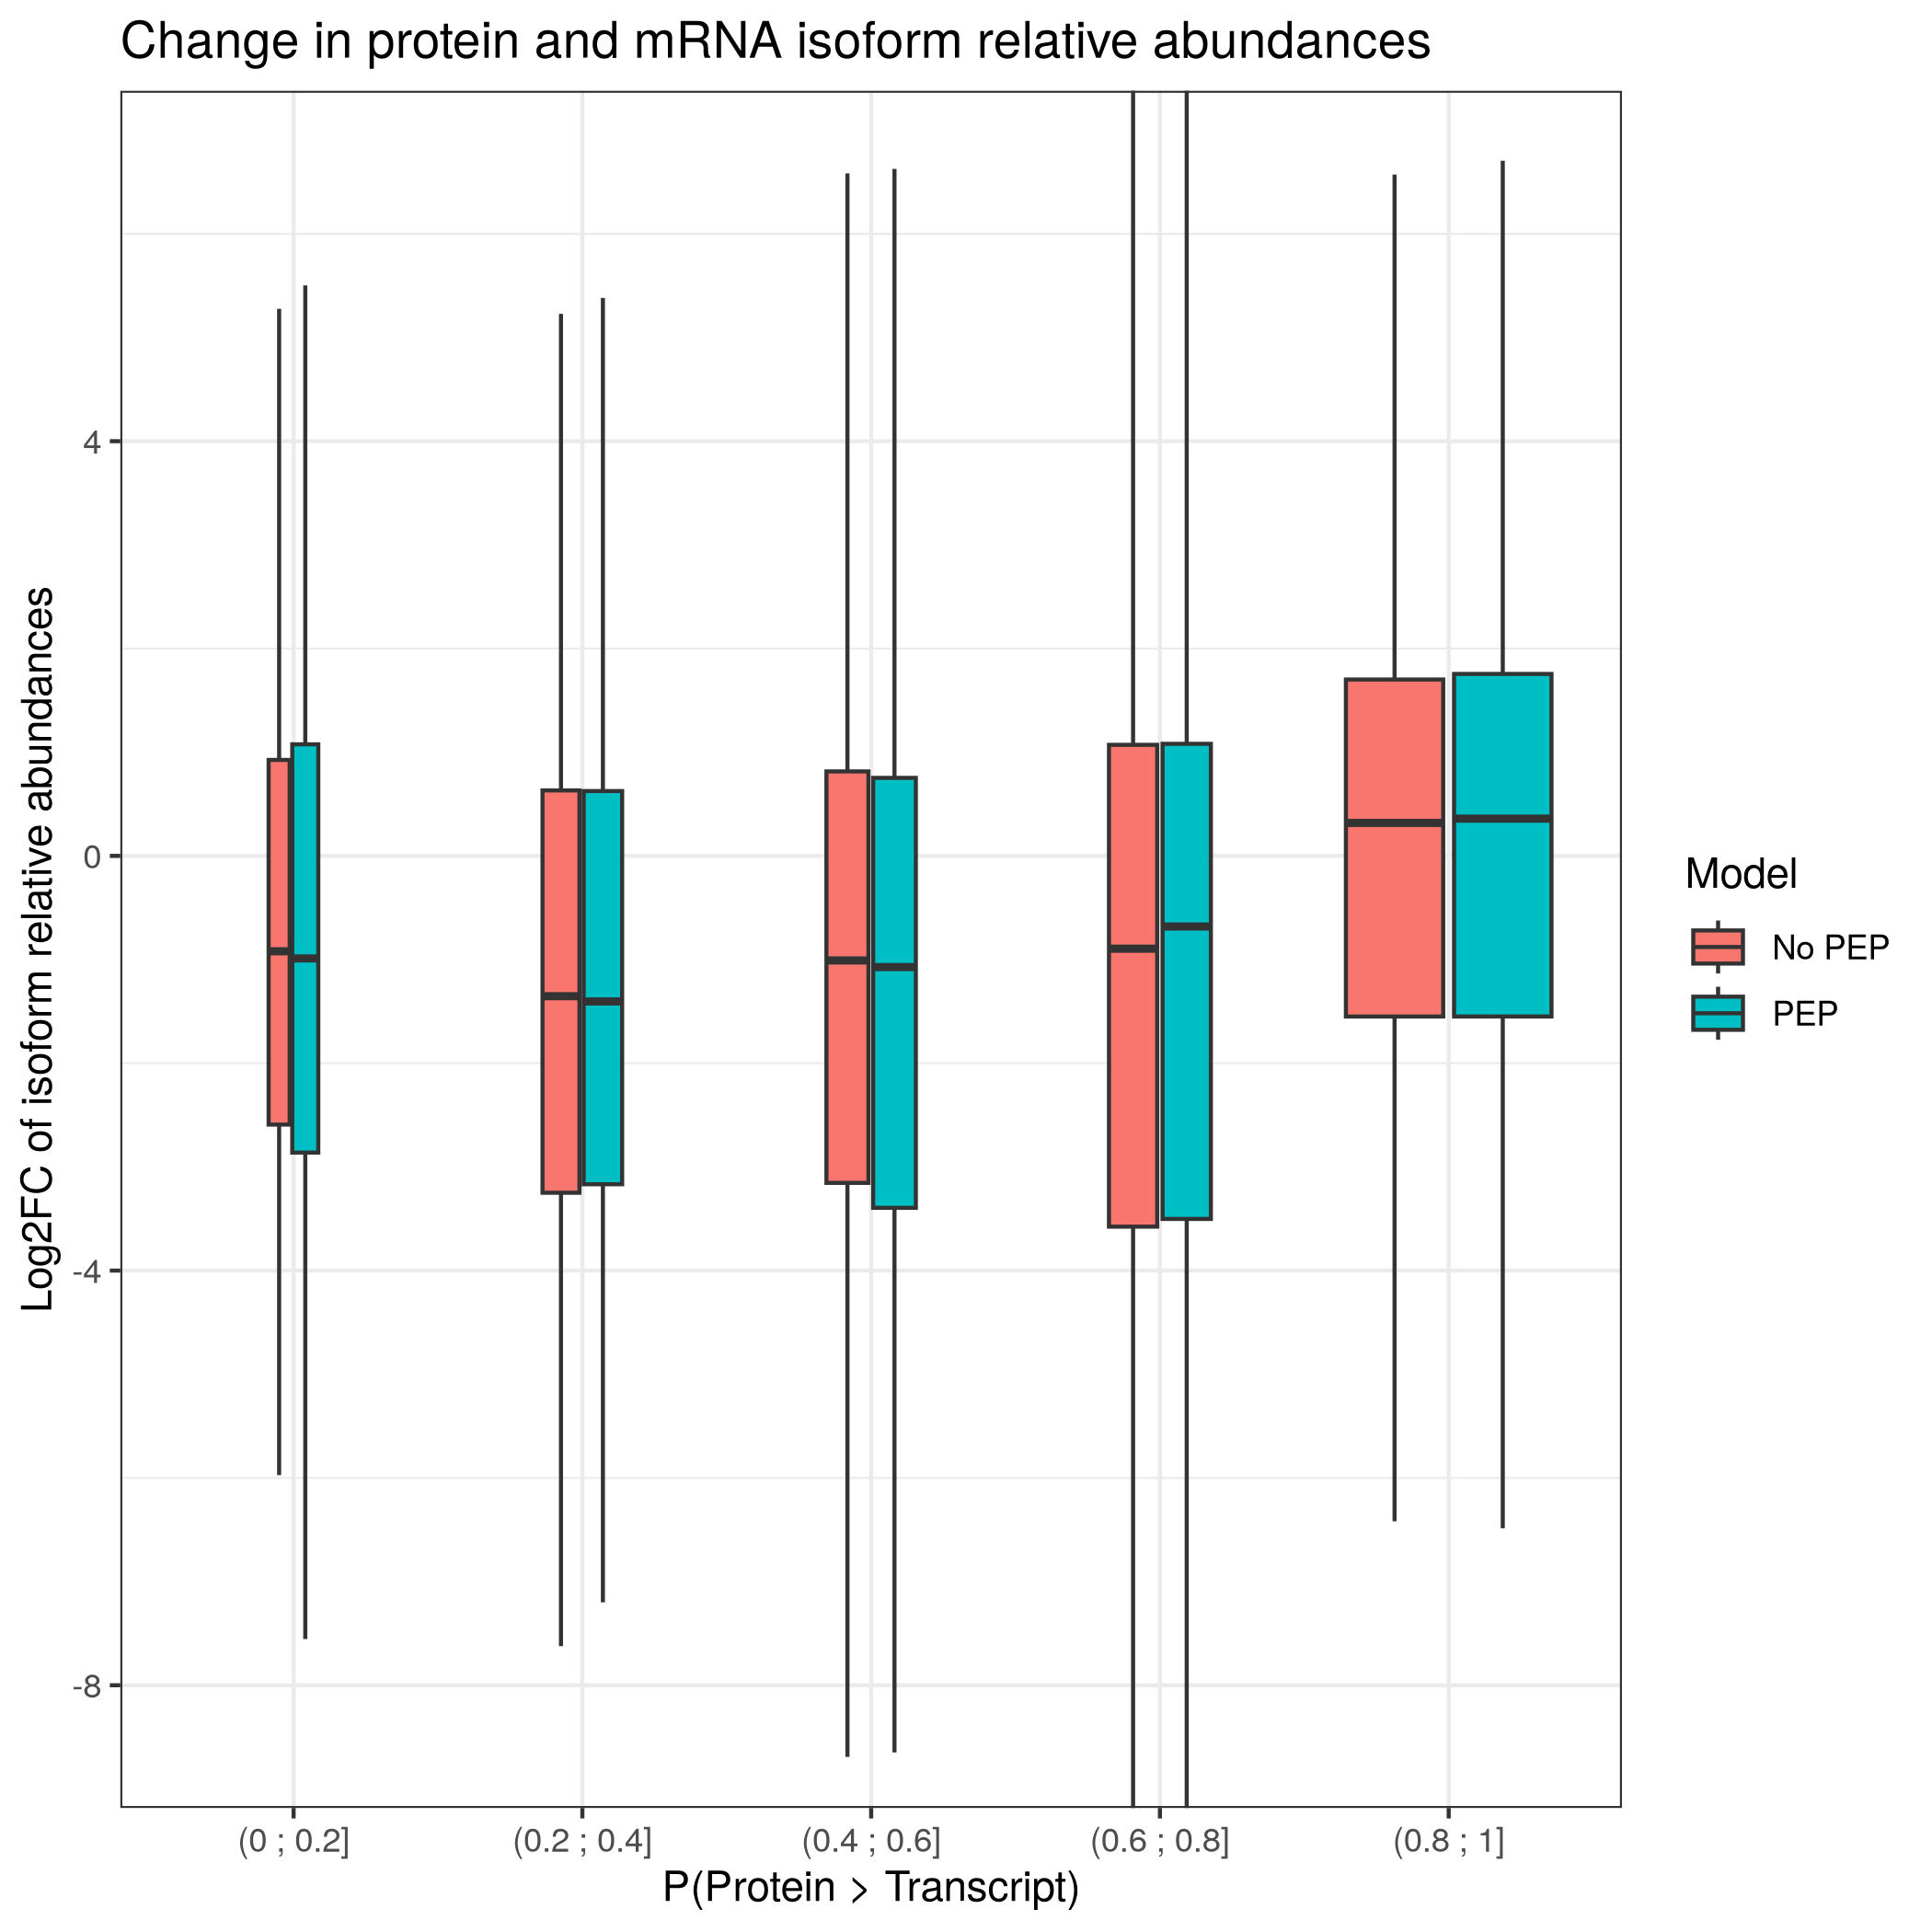 Change in protein and mRNA isoform relative abundances
Log2FC of isoform relative abundances
4
0
-4
-8
(0 ; 0.2]
(0.2 ; 0.4]
(0.4 ; 0.6]
(0.6 ; 0.8]
(0.8 ; 1]
P(Protein > Transcript)
Model
No PEP
PEP